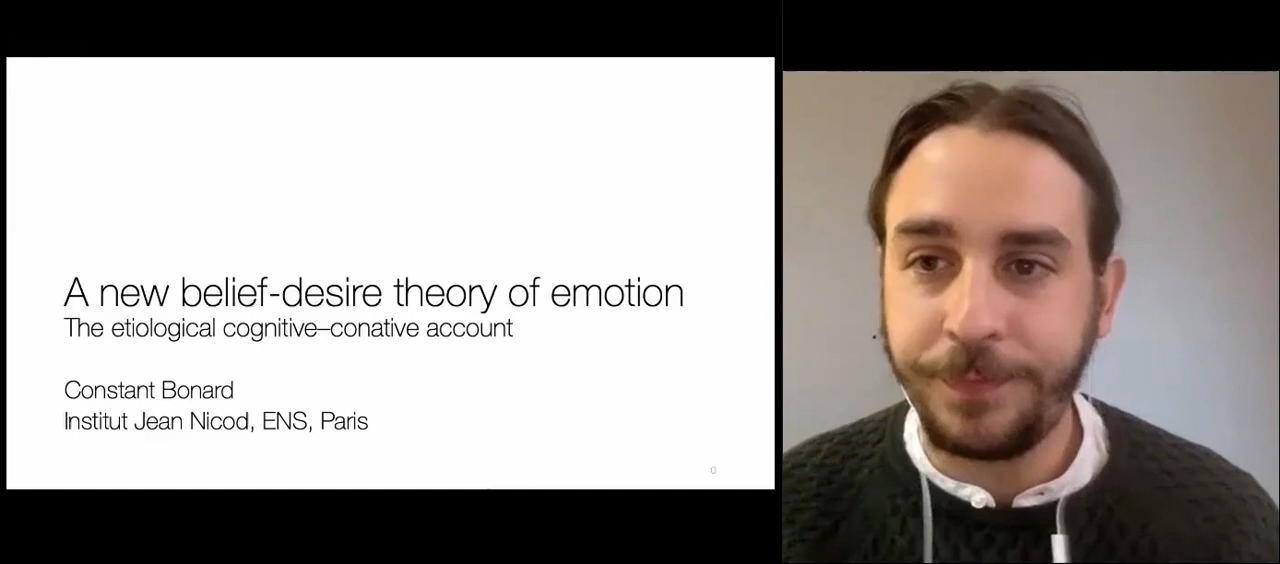 A new belief-desire theory of emotion
The etiological cognitive–conative account
Constant Bonard
Institut Jean Nicod, ENS, Paris
0